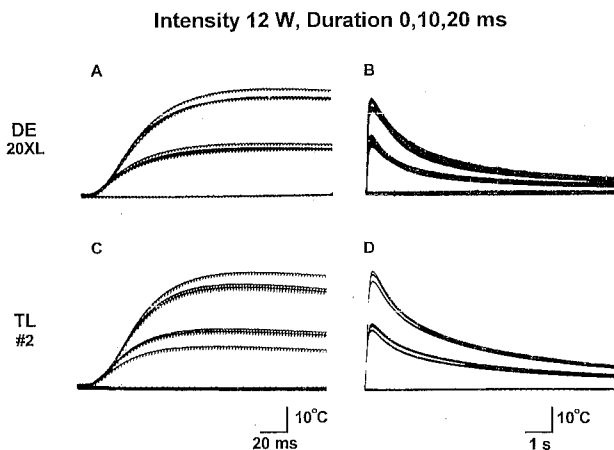 Intensity 12 W, Duration 0,10,20 ms
A
B
DE
20XL
C
D
TL
#2
10°C
20 ms
10°C
1 s